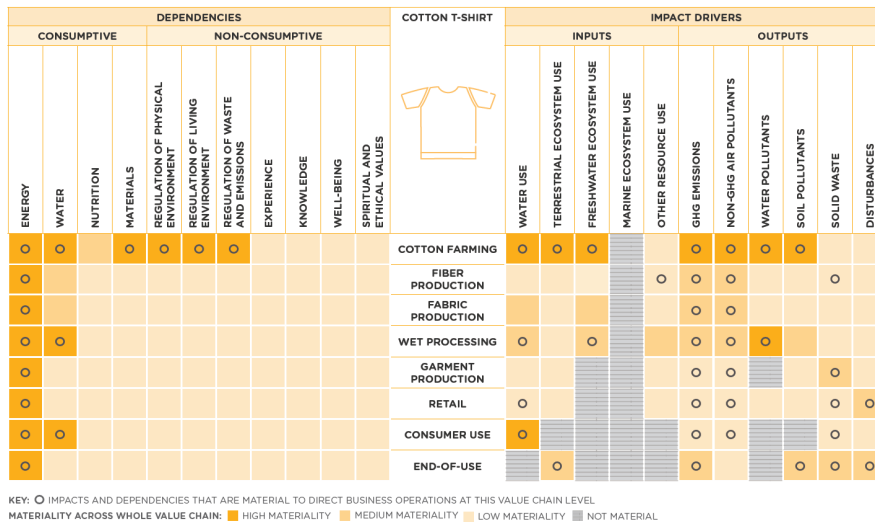 DEPENDENCIES
COTTON T-SHIRT
IMPACT DRIVERS
CONSUMPTIVE
NON-CONSUMPTIVE
INPUTS
OUTPUTS
ENERGY
WATER
NUTRITION
MATERIALS
REGULATION OF PHYSICAL
ENVIRONMENT
REGULATION OF LIVING
ENVIRONMENT
REGULATION OF WASTE
AND EMISSIONS
EXPERIENCE
KNOWLEDGE
WELL-BEING
SPIRITUAL AND
ETHICAL VALUES
WATER USE
TERRESTRIAL ECOSYSTEM USE
FRESHWATER ECOSYSTEM USE
MARINE ECOSYSTEM USE
OTHER RESOURCE USE
GHG EMISSIONS
NON-GHG AIR POLLUTANTS
WATER POLLUTANTS
SOIL POLLUTANTS
SOLID WASTE
DISTURBANCES
COTTON FARMING
FIBER
PRODUCTION
FABRIC
PRODUCTION
WET PROCESSING
GARMENT
PRODUCTION
RETAIL
CONSUMER USE
END-OF-USE
KEY: IMPACTS AND DEPENDENCIES THAT ARE MATERIAL TO DIRECT BUSINESS OPERATIONS AT THIS VALUE CHAIN LEVEL
MATERIALITY ACROSS WHOLE VALUE CHAIN: HIGH MATERIALITY MEDIUM MATERIALITY LOW MATERIALITY NOT MATERIAL